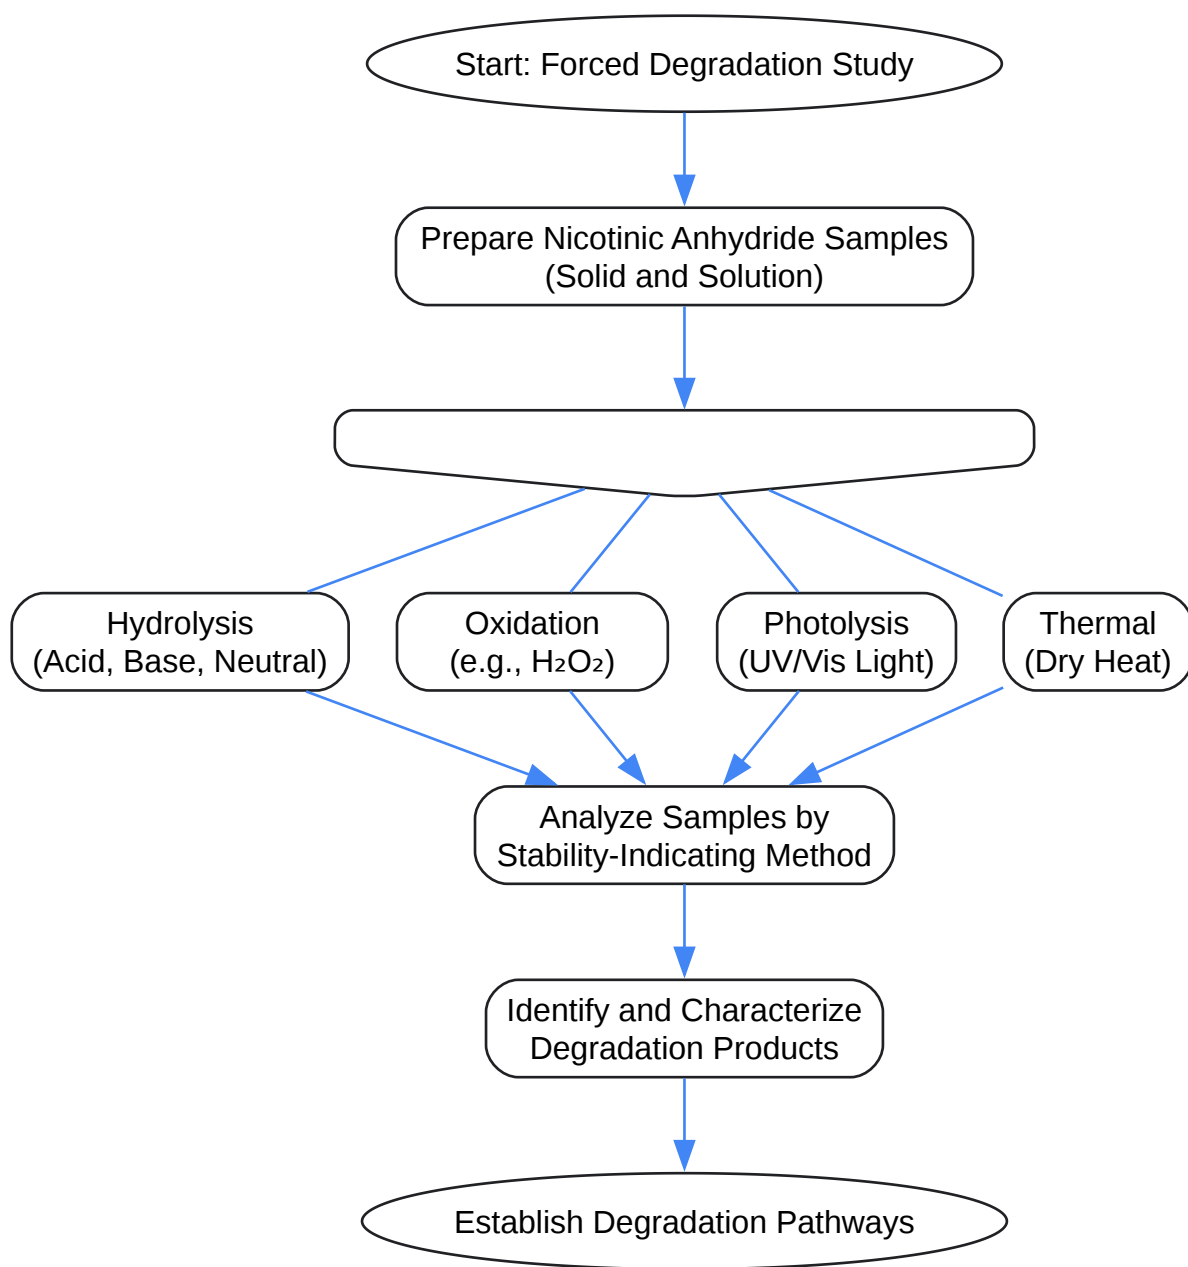 Start: Forced Degradation Study
Prepare Nicotinic Anhydride Samples
(Solid and Solution)
Hydrolysis
(Acid, Base, Neutral)
Oxidation
(e.g., H₂O₂)
Photolysis
(UV/Vis Light)
Thermal
(Dry Heat)
Analyze Samples by
Stability-Indicating Method
Identify and Characterize
Degradation Products
Establish Degradation Pathways